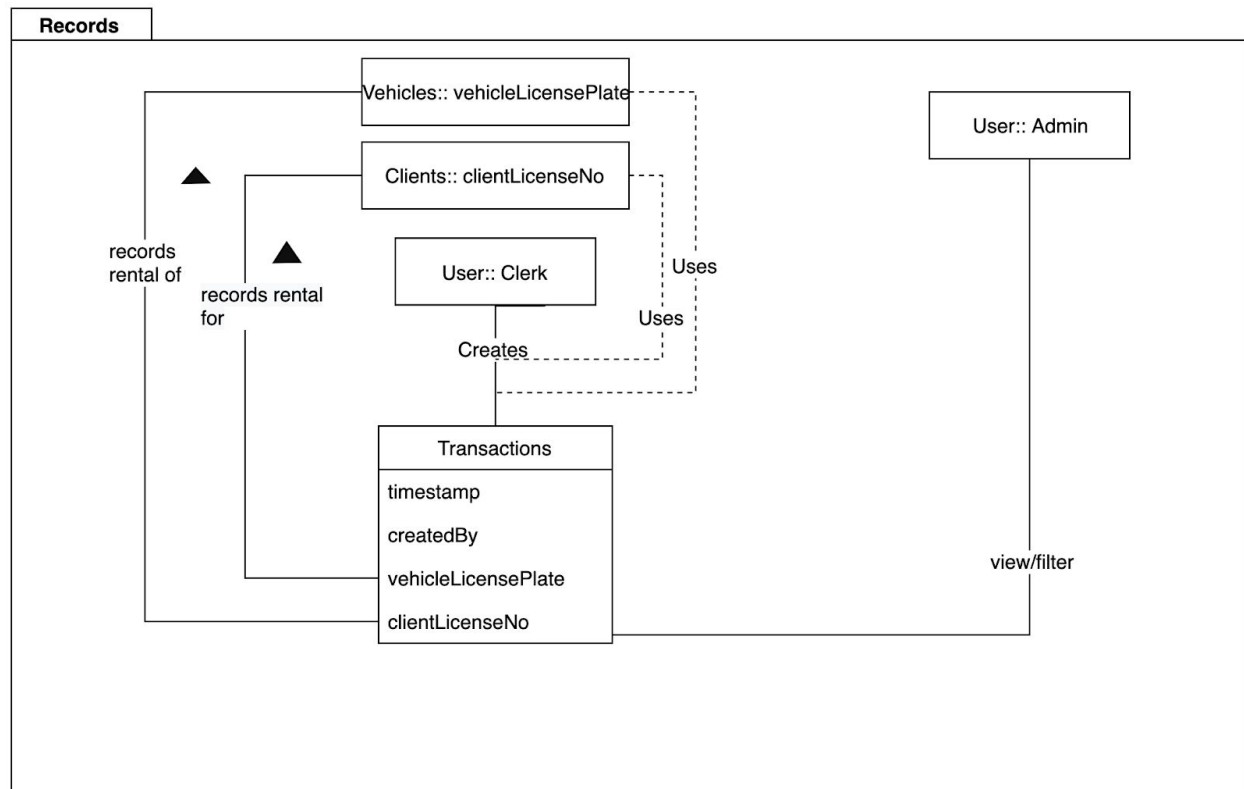 Records
Vehicles:: vehicleLicensePlate
User:: Admin
Clients:: clientLicenseNo
records
rental of
User:: Clerk
Uses
records rental
for
Uses
Creates
Transactions
timestamp
createdBy
vehicleLicensePlate
clientLicenseNo
view/filter